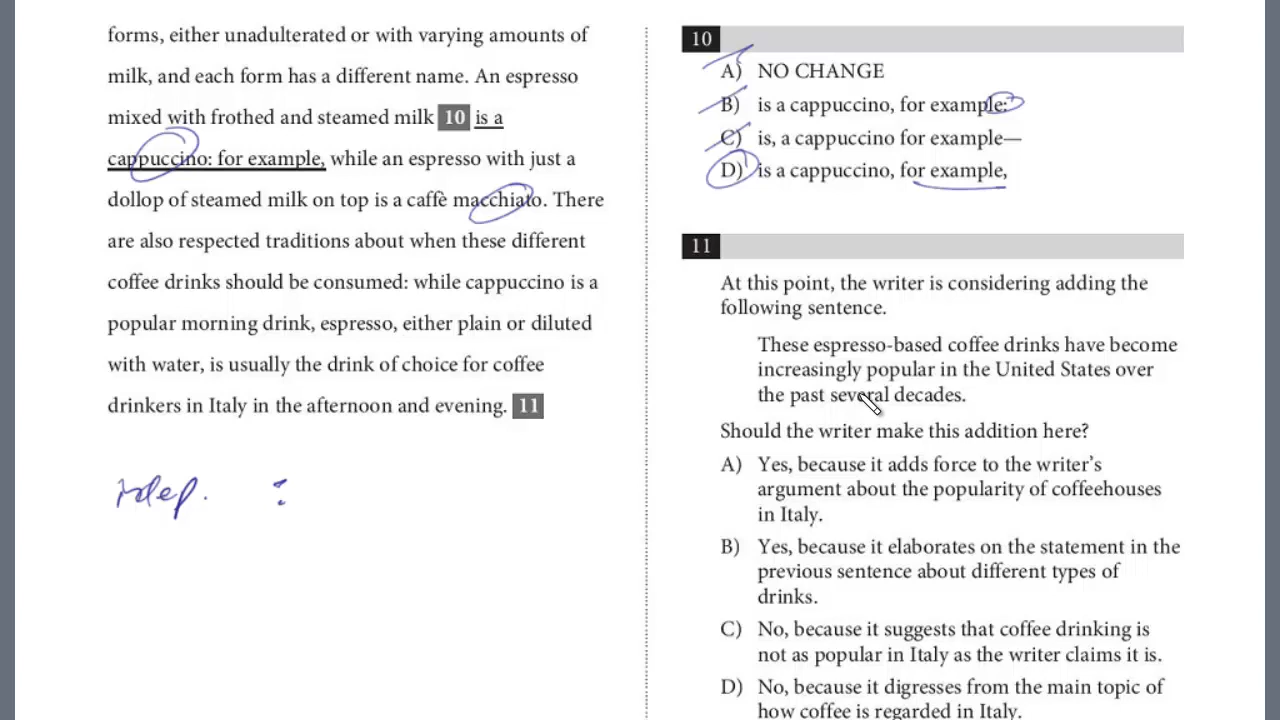 forms, either unadulterated or with varying amounts of
milk, and each form has a different name. An espresso
mixed with frothed and steamed milk 10 is a
cappuccino: for example, while an espresso with just a
dollop of steamed milk on top is a caffè macchiato. There
are also respected traditions about when these different
coffee drinks should be consumed: while cappuccino is a
popular morning drink, espresso, either plain or diluted
with water, is usually the drink of choice for coffee
drinkers in Italy in the afternoon and evening. 11
indep. :
10
A) NO CHANGE
B) is a cappuccino, for example:
C) is, a cappuccino for example—
D) is a cappuccino, for example,
11
At this point, the writer is considering adding the
following sentence.
These espresso-based coffee drinks have become
increasingly popular in the United States over
the past several decades.
Should the writer make this addition here?
A) Yes, because it adds force to the writer's
argument about the popularity of coffeehouses
in Italy.
B) Yes, because it elaborates on the statement in the
previous sentence about different types of
drinks.
C) No, because it suggests that coffee drinking is
not as popular in Italy as the writer claims it is.
D) No, because it digresses from the main topic of
how coffee is regarded in Italy.